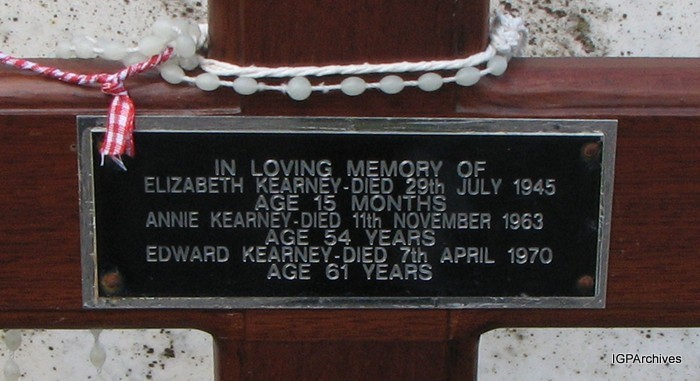 IN LOVING MEMORY OF
ELIZABETH KEARNEY-DIED 29th JULY 1945
AGE 15 MONTHS
ANNIE KEARNEY-DIED 11th NOVEMBER 1963
AGE 54 YEARS
EDWARD KEARNEY-DIED 7th APRIL 1970
AGE 61 YEARS
IGPArchives